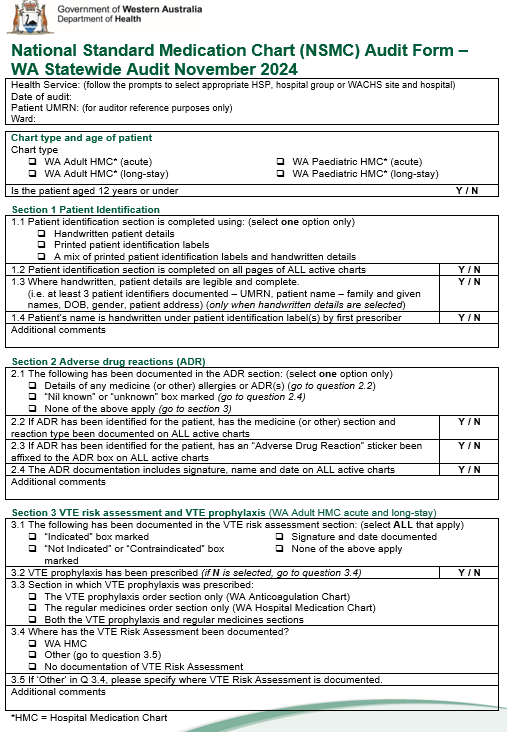 Government of Western Australia
Department of Health
National Standard Medication Chart (NSMC) Audit Form –
WA Statewide Audit November 2024
Health Service: (follow the prompts to select appropriate HSP, hospital group or WACHS site and hospital)
Date of audit:
Patient UMRN: (for auditor reference purposes only)
Ward:
Chart type and age of patient
Chart type
❑ WA Adult HMC* (acute) ❑ WA Paediatric HMC* (acute)
❑ WA Adult HMC* (long-stay) ❑ WA Paediatric HMC* (long-stay)
Is the patient aged 12 years or under Y / N
Section 1 Patient Identification
1.1 Patient identification section is completed using: (select one option only)
❑ Handwritten patient details
❑ Printed patient identification labels
❑ A mix of printed patient identification labels and handwritten details
1.2 Patient identification section is completed on all pages of ALL active charts Y / N
1.3 Where handwritten, patient details are legible and complete. Y / N
(i.e. at least 3 patient identifiers documented – UMRN, patient name – family and given
names, DOB, gender, patient address) (only when handwritten details are selected)
1.4 Patient's name is handwritten under patient identification label(s) by first prescriber Y / N
Additional comments
Section 2 Adverse drug reactions (ADR)
2.1 The following has been documented in the ADR section: (select one option only)
❑ Details of any medicine (or other) allergies or ADR(s) (go to question 2.2)
❑ "Nil known" or "unknown" box marked (go to question 2.4)
❑ None of the above apply (go to section 3)
2.2 If ADR has been identified for the patient, has the medicine (or other) section and Y / N
reaction type been documented on ALL active charts
2.3 If ADR has been identified for the patient, has an "Adverse Drug Reaction" sticker been Y / N
affixed to the ADR box on ALL active charts
2.4 The ADR documentation includes signature, name and date on ALL active charts Y / N
Additional comments
Section 3 VTE risk assessment and VTE prophylaxis (WA Adult HMC acute and long-stay)
3.1 The following has been documented in the VTE risk assessment section: (select ALL that apply)
❑ "Indicated" box marked ❑ Signature and date documented
❑ "Not Indicated" or "Contraindicated" box ❑ None of the above apply
marked
3.2 VTE prophylaxis has been prescribed (if N is selected, go to question 3.4) Y / N
3.3 Section in which VTE prophylaxis was prescribed:
❑ The VTE prophylaxis order section only (WA Anticoagulation Chart)
❑ The regular medicines order section only (WA Hospital Medication Chart)
❑ Both the VTE prophylaxis and regular medicines sections
3.4 Where has the VTE Risk Assessment been documented?
❑ WA HMC
❑ Other (go to question 3.5)
❑ No documentation of VTE Risk Assessment
3.5 If 'Other' in Q 3.4, please specify where VTE Risk Assessment is documented.
Additional comments
*HMC = Hospital Medication Chart